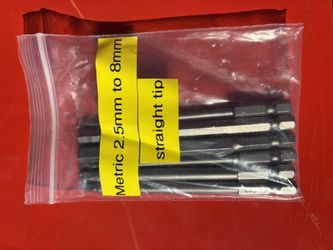 Metric 2.5mm to 8mm
straight tip